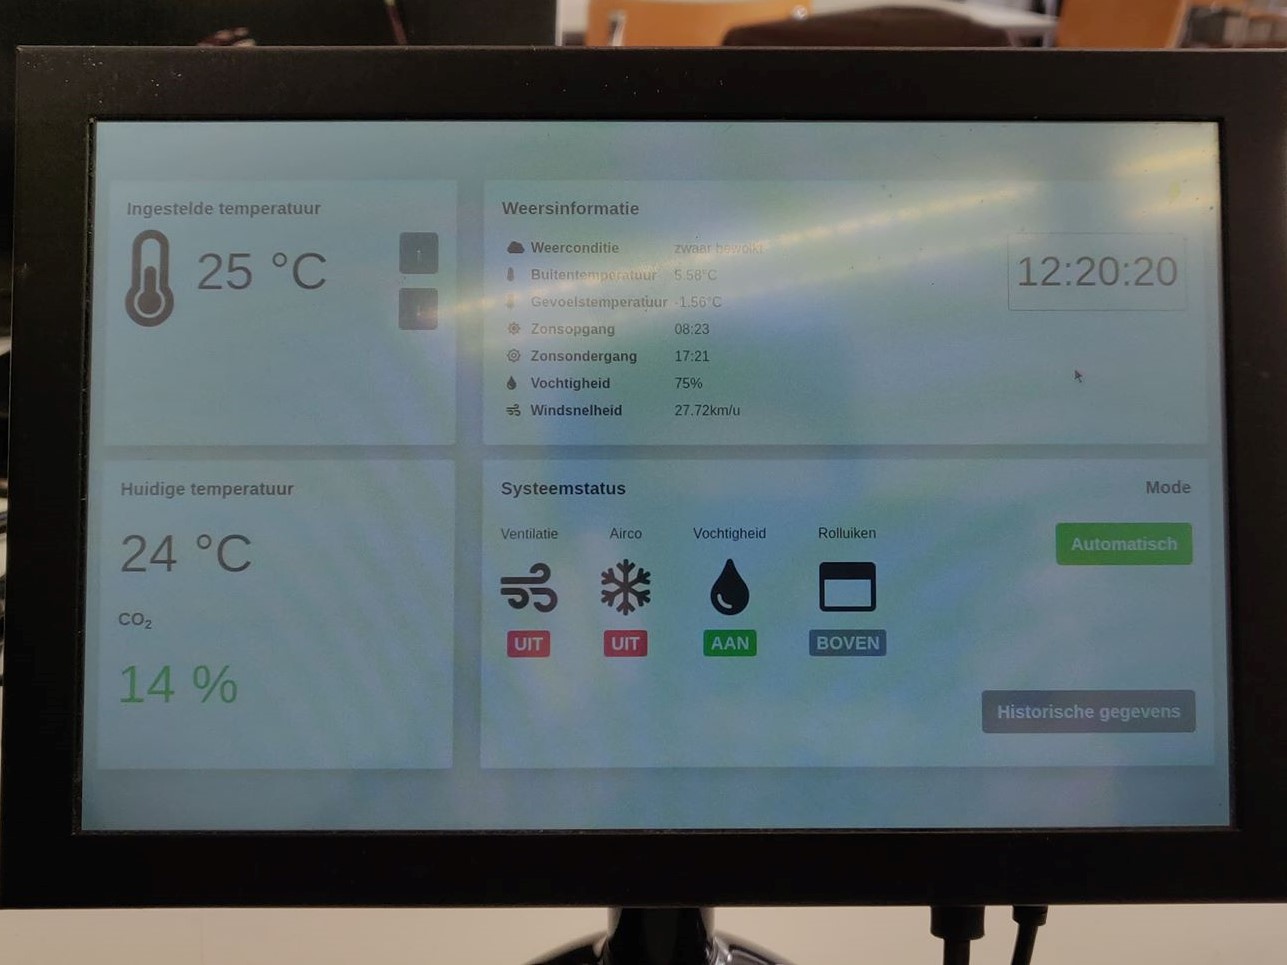 Ingestelde temperatuur
25 °C
↑
Weersinformatie
Weerconditie zwaar bewolkt
Buitentemperatuur 5.58°C
Gevoelstemperatuur -1.56°C
Zonsopgang 08:23
Zonsondergang 17:21
Vochtigheid 75%
Windsnelheid 27.72km/u
12:20:20
Huidige temperatuur
24 °C
CO₂
14 %
Systeemstatus
Mode
Ventilatie Airco Vochtigheid Rolluiken
UIT UIT AAN BOVEN
Automatisch
Historische gegevens